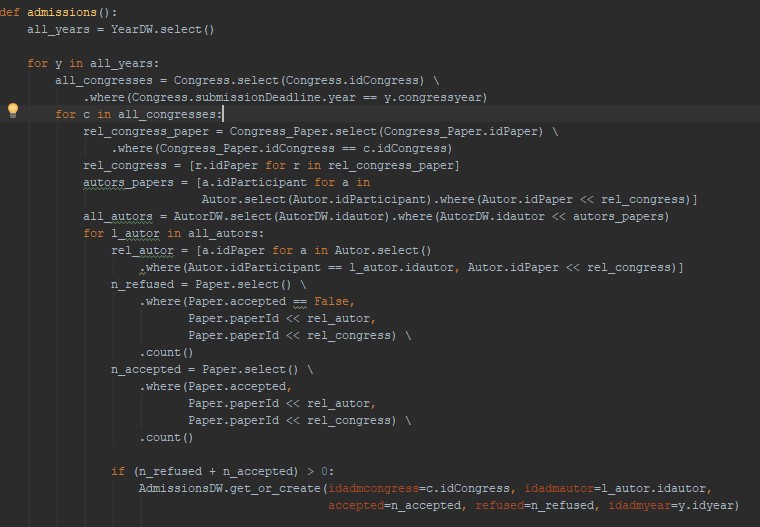 def admissions():
    all_years = YearDW.select()
    for y in all_years:
        all_congresses = Congress.select(Congress.idCongress) \
            .where(Congress.submissionDeadline.year == y.congressyear)
        for c in all_congresses:
            rel_congress_paper = Congress_Paper.select(Congress_Paper.idPaper) \
                .where(Congress_Paper.idCongress == c.idCongress)
            rel_congress = [r.idPaper for r in rel_congress_paper]
            autors_papers = [a.idParticipant for a in
                             Autor.select(Autor.idParticipant).where(Autor.idPaper << rel_congress)]
            all_autors = AutorDW.select(AutorDW.idautor).where(AutorDW.idautor << autors_papers)
            for l_autor in all_autors:
                rel_autor = [a.idPaper for a in Autor.select()
                    .where(Autor.idParticipant == l_autor.idautor, Autor.idPaper << rel_congress)]
                n_refused = Paper.select() \
                    .where(Paper.accepted == False,
                           Paper.paperId << rel_autor,
                           Paper.paperId << rel_congress) \
                    .count()
                n_accepted = Paper.select() \
                    .where(Paper.accepted,
                           Paper.paperId << rel_autor,
                           Paper.paperId << rel_congress) \
                    .count()
                if (n_refused + n_accepted) > 0:
                    AdmissionsDW.get_or_create(idadmcongress=c.idCongress, idadmautor=l_autor.idautor,
                                               accepted=n_accepted, refused=n_refused, idadmyear=y.idyear)